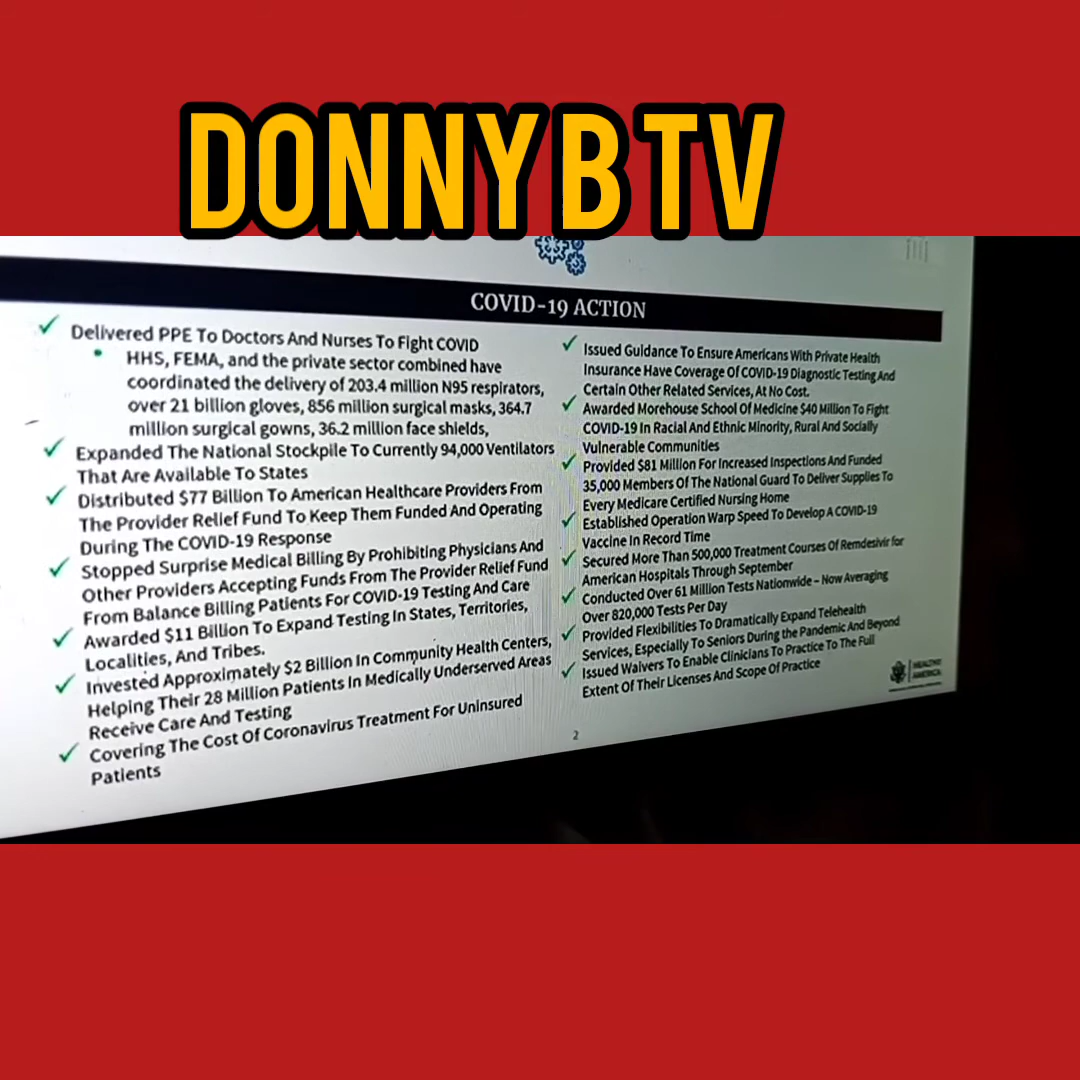 DONNY B TV
COVID-19 ACTION
✓ Delivered PPE To Doctors And Nurses To Fight COVID
• HHS, FEMA, and the private sector combined have
coordinated the delivery of 203.4 million N95 respirators,
over 21 billion gloves, 856 million surgical masks, 364.7
million surgical gowns, 36.2 million face shields,
✓ Expanded The National Stockpile To Currently 94,000 Ventilators
That Are Available To States
✓ Distributed $77 Billion To American Healthcare Providers From
The Provider Relief Fund To Keep Them Funded And Operating
During The COVID-19 Response
✓ Stopped Surprise Medical Billing By Prohibiting Physicians And
Other Providers Accepting Funds From The Provider Relief Fund
From Balance Billing Patients For COVID-19 Testing And Care
✓ Awarded $11 Billion To Expand Testing In States, Territories,
Localities, And Tribes.
✓ Invested Approximately $2 Billion In Community Health Centers,
Helping Their 28 Million Patients In Medically Underserved Areas
Receive Care And Testing
✓ Covering The Cost Of Coronavirus Treatment For Uninsured
Patients
✓ Issued Guidance To Ensure Americans With Private Health
Insurance Have Coverage Of COVID-19 Diagnostic Testing And
Certain Other Related Services, At No Cost.
✓ Awarded Morehouse School Of Medicine $40 Million To Fight
COVID-19 In Racial And Ethnic Minority, Rural And Socially
Vulnerable Communities
✓ Provided $81 Million For Increased Inspections And Funded
35,000 Members Of The National Guard To Deliver Supplies To
Every Medicare Certified Nursing Home
✓ Established Operation Warp Speed To Develop A COVID-19
Vaccine In Record Time
✓ Secured More Than 500,000 Treatment Courses Of Remdesivir for
American Hospitals Through September
✓ Conducted Over 61 Million Tests Nationwide – Now Averaging
Over 820,000 Tests Per Day
✓ Provided Flexibilities To Dramatically Expand Telehealth
Services, Especially To Seniors During the Pandemic And Beyond
✓ Issued Waivers To Enable Clinicians To Practice To The Full
Extent Of Their Licenses And Scope Of Practice
HEALTHY
AMERICA
2